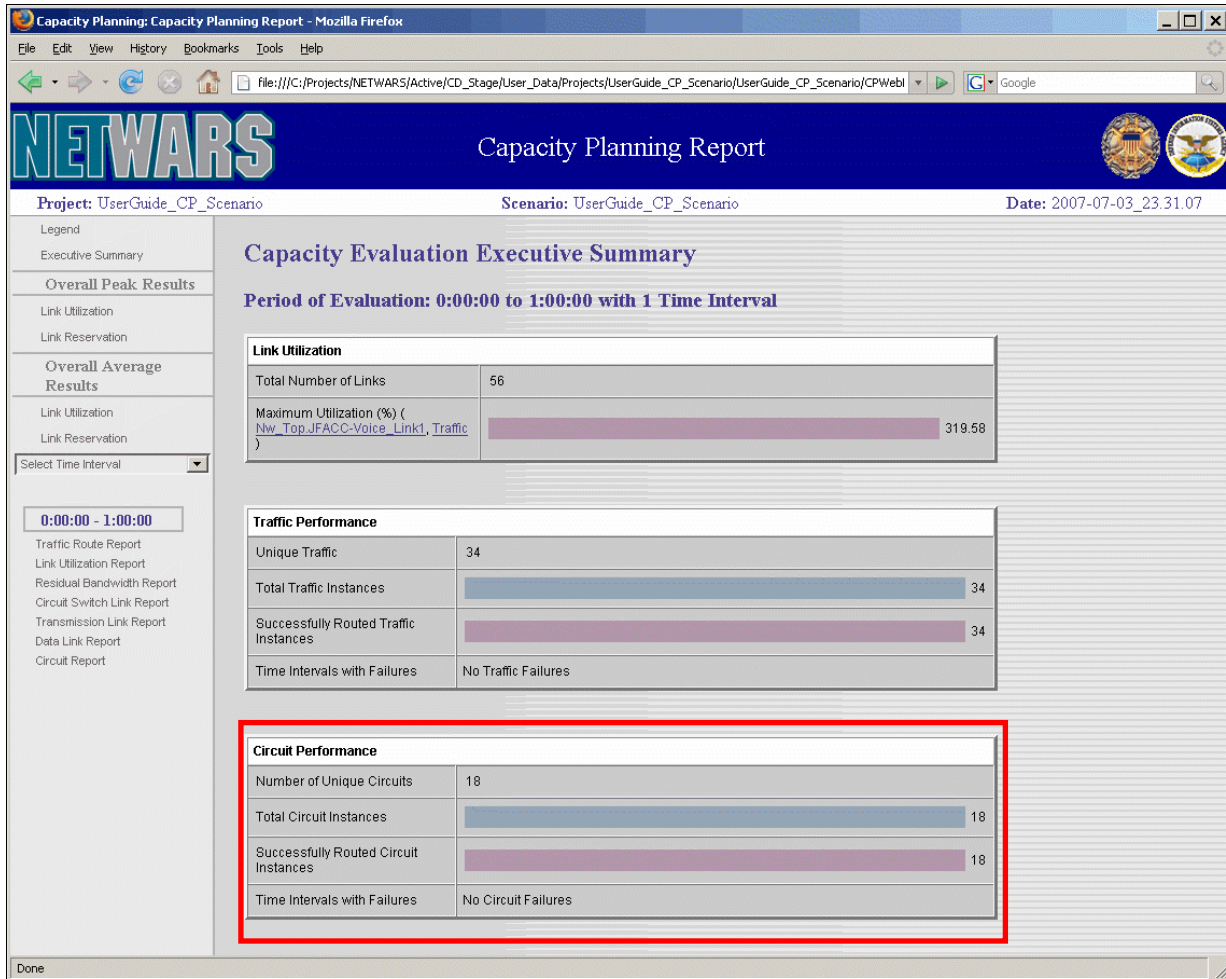 Capacity Planning: Capacity Planning Report - Mozilla Firefox
File Edit View History Bookmarks Tools Help
file:///C:/Projects/NETWARS/Active/CD_Stage/User_Data/Projects/UserGuide_CP_Scenario/UserGuide_CP_Scenario/CPWebI
Google
NETWARS
Capacity Planning Report
Project: UserGuide_CP_Scenario
Scenario: UserGuide_CP_Scenario
Date: 2007-07-03_23.31.07
Legend
Executive Summary
Overall Peak Results
Link Utilization
Link Reservation
Overall Average
Results
Link Utilization
Link Reservation
Select Time Interval
0:00:00 - 1:00:00
Traffic Route Report
Link Utilization Report
Residual Bandwidth Report
Circuit Switch Link Report
Transmission Link Report
Data Link Report
Circuit Report
Capacity Evaluation Executive Summary
Period of Evaluation: 0:00:00 to 1:00:00 with 1 Time Interval
Link Utilization
Total Number of Links 56
Maximum Utilization (%) (
Nw_Top.JFACC-Voice_Link1, Traffic
)
319.58
Traffic Performance
Unique Traffic 34
Total Traffic Instances 34
Successfully Routed Traffic
Instances
34
Time Intervals with Failures No Traffic Failures
Circuit Performance
Number of Unique Circuits 18
Total Circuit Instances 18
Successfully Routed Circuit
Instances
18
Time Intervals with Failures No Circuit Failures
Done